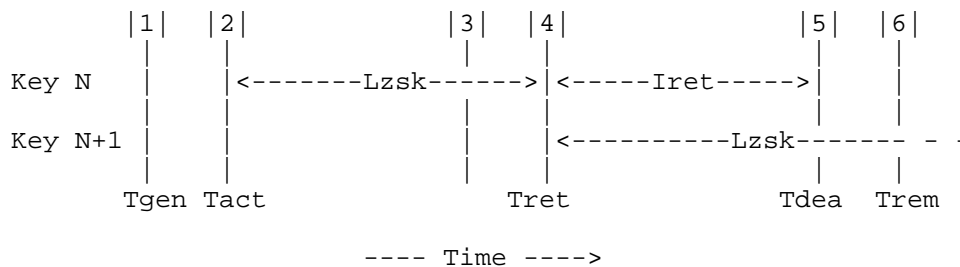 |1|   |2|                 |3|  |4|                  |5|  |6|
          |     |                   |    |                    |    |
Key N     |     |<-------Lzsk------>|<-----Iret----->|    |
          |     |                   |    |                    |    |
Key N+1   |     |                   |    |<----------Lzsk------- - -
          |     |                   |    |                    |    |
        Tgen  Tact                     Tret                 Tdea  Trem

                           ---- Time ---->